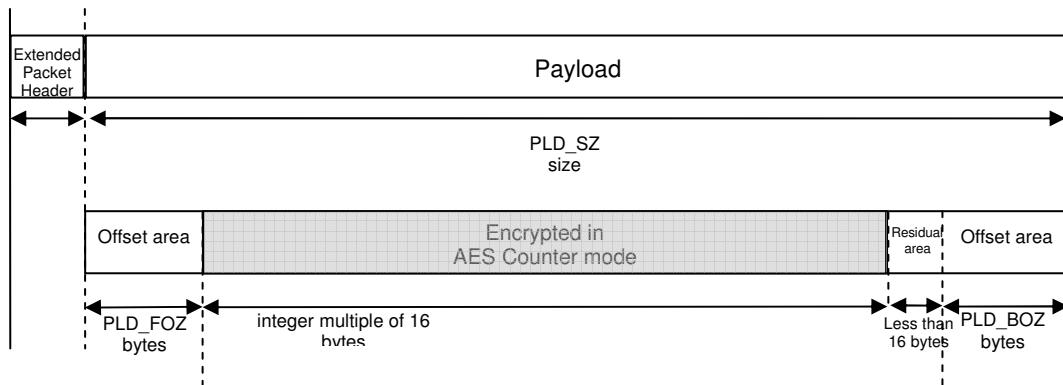 Extended
Packet
Header
Payload
PLD_SZ
size
Offset area
Encrypted in
AES Counter mode
Residual
area
Offset area
PLD_FOZ
bytes
integer multiple of 16
bytes
Less than
16 bytes
PLD_BOZ
bytes